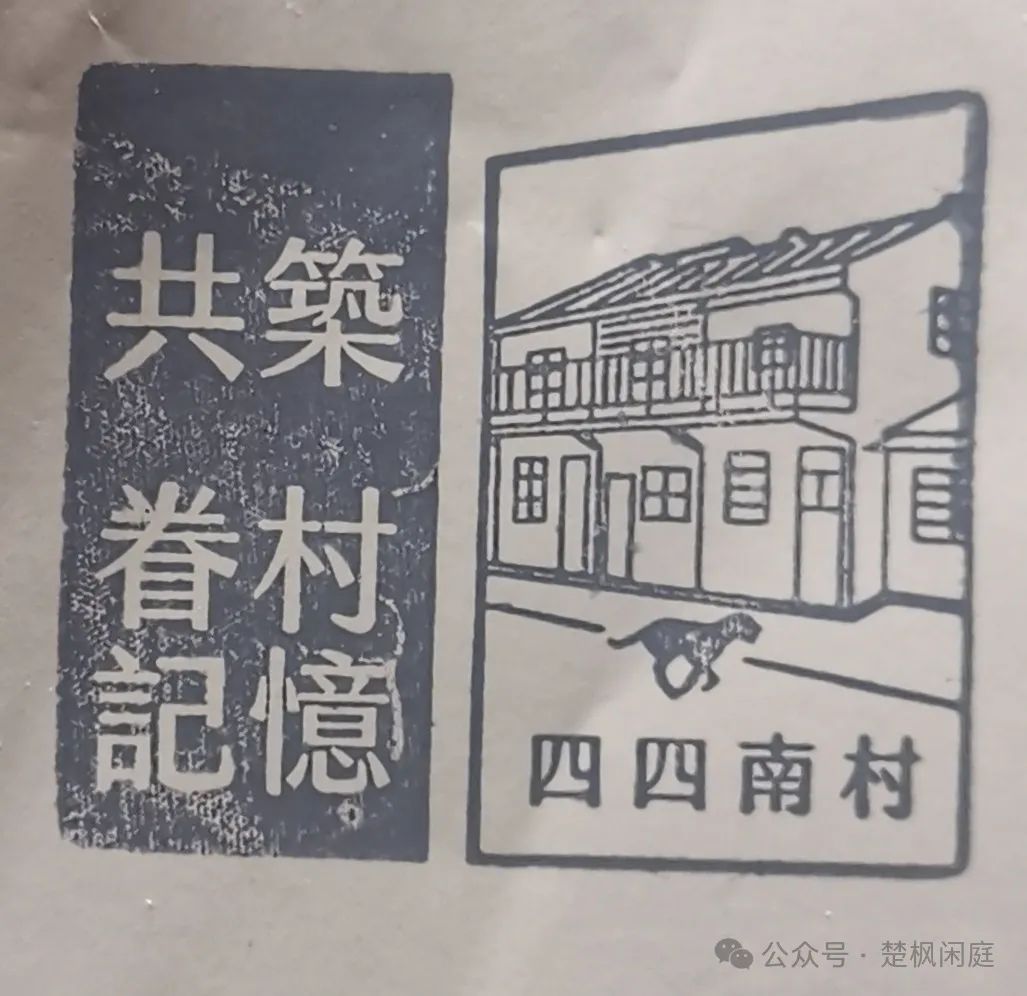 共築
眷村
記憶
四四南村
公众号 · 楚枫闲庭